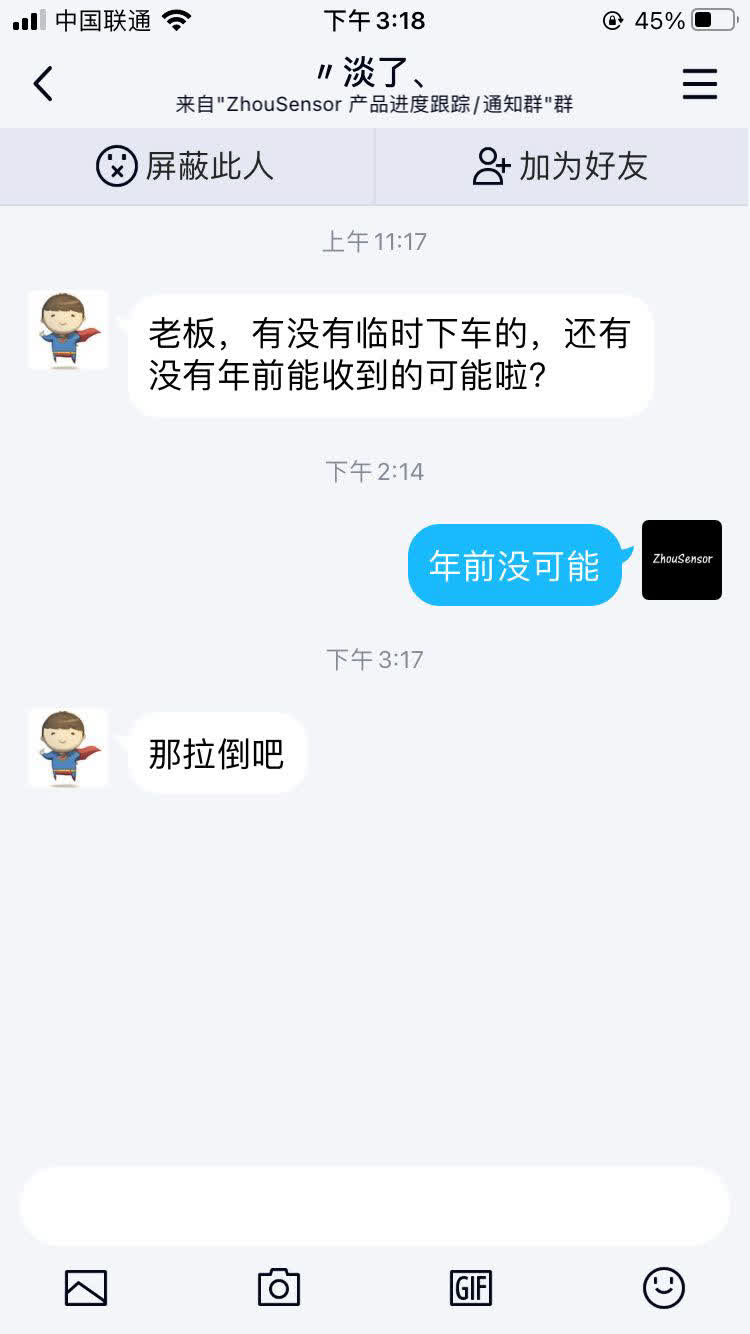 中国联通 下午3:18 45%
〃淡了、
来自"ZhouSensor 产品进度跟踪/通知群"群
屏蔽此人 加为好友
上午11:17
老板，有没有临时下车的，还有
没有年前能收到的可能啦？
下午2:14
年前没可能
ZhouSensor
下午3:17
那拉倒吧
GIF